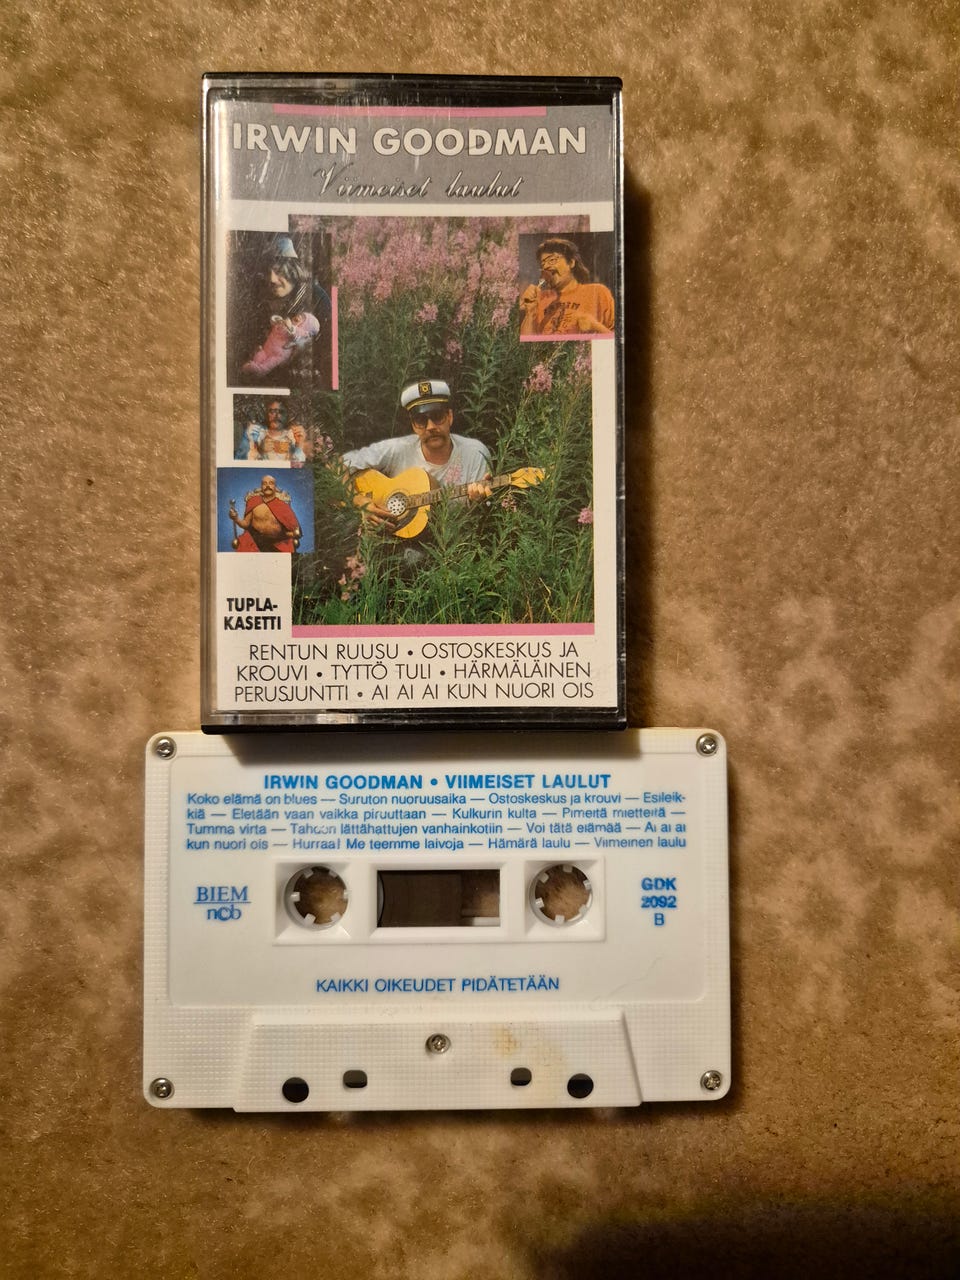 IRWIN GOODMAN
Viimeiset laulut
TUPLA-
KASETTI
RENTUN RUUSU • OSTOSKESKUS JA
KROUVI • TYTTÖ TULI • HÄRMÄLÄINEN
PERUSJUNTTI • AI AI AI KUN NUORI OIS
IRWIN GOODMAN • VIIMEISET LAULUT
Koko elämä on blues — Suruton nuoruusaika — Ostoskeskus ja krouvi — Esileik-
kiä — Eletään vaan vaikka piruuttaan — Kulkurin kulta — Pimeitä mietteitä —
Tumma virta — Tahdon lättähattujen vanhainkotiin — Voi tätä elämää — Ai ai ai
kun nuori ois — Hurraa! Me teemme laivoja — Hämärä laulu — Viimeinen laulu
BIEM
ncb
GDK
2092
B
KAIKKI OIKEUDET PIDÄTETÄÄN